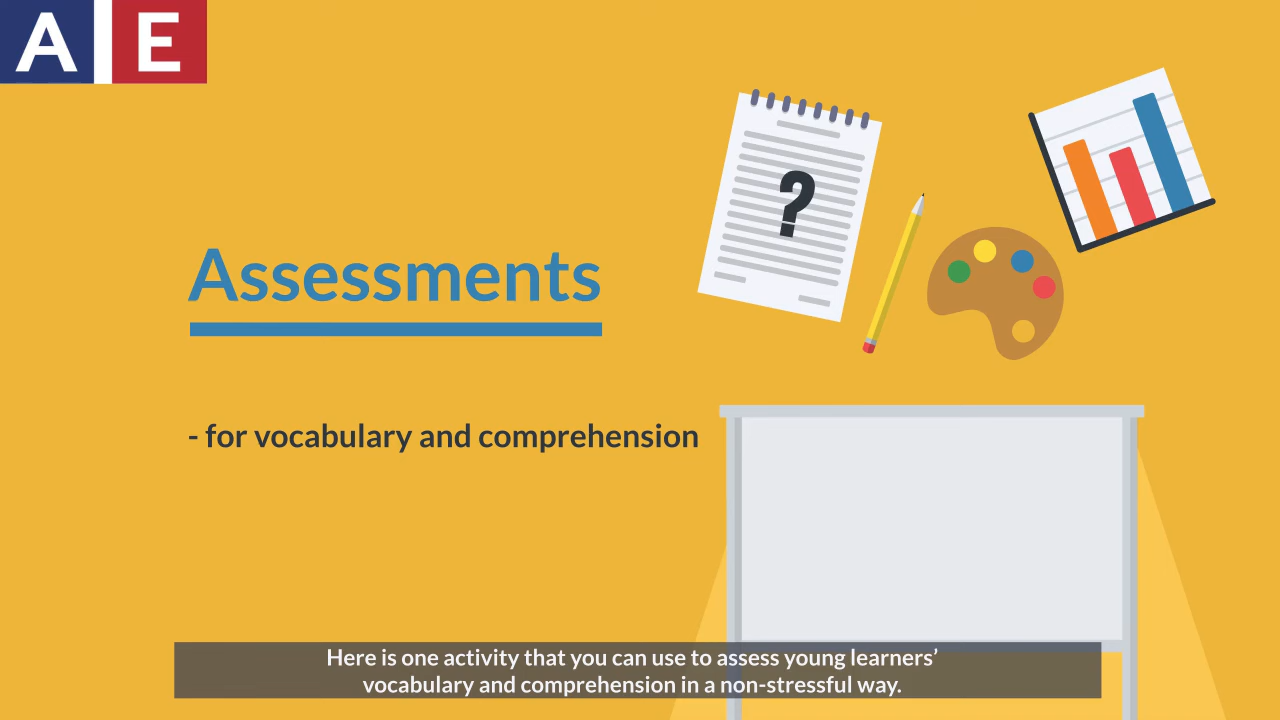 A E
?
Assessments
- for vocabulary and comprehension
Here is one activity that you can use to assess young learners’
vocabulary and comprehension in a non-stressful way.